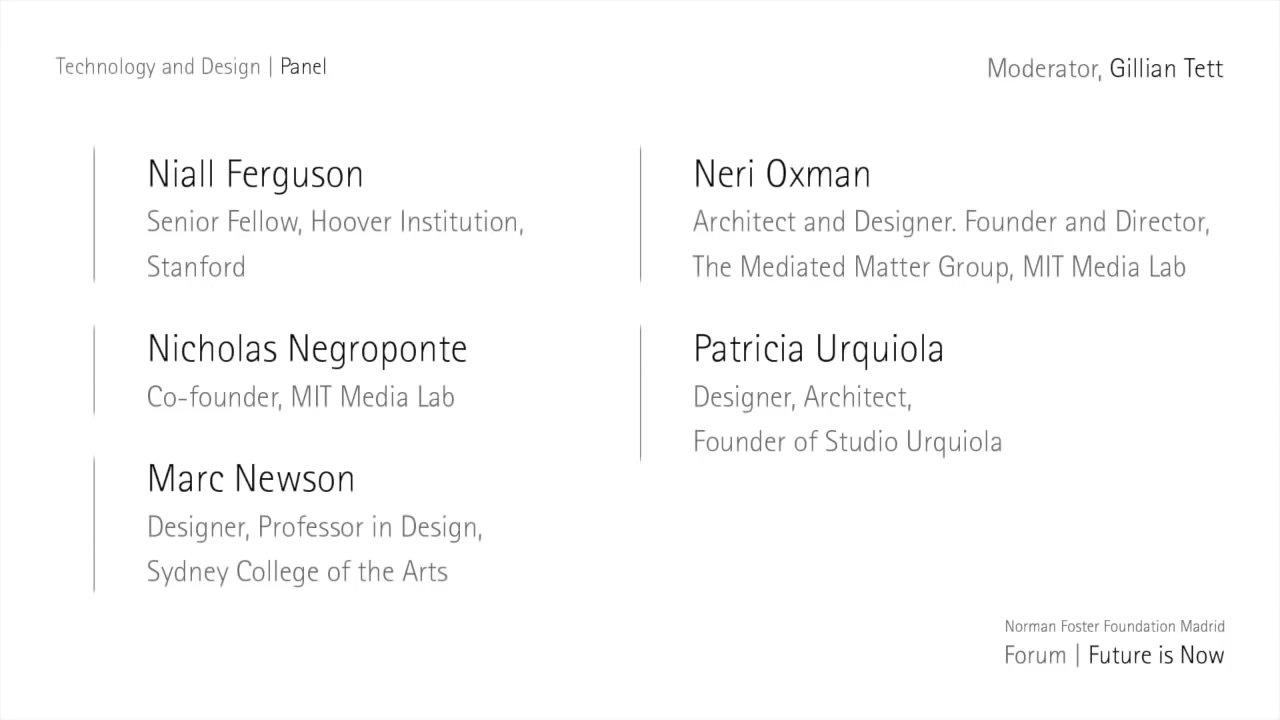 Technology and Design | Panel
Moderator, Gillian Tett
Niall Ferguson
Senior Fellow, Hoover Institution,
Stanford
Nicholas Negroponte
Co-founder, MIT Media Lab
Marc Newson
Designer, Professor in Design,
Sydney College of the Arts
Neri Oxman
Architect and Designer. Founder and Director,
The Mediated Matter Group, MIT Media Lab
Patricia Urquiola
Designer, Architect,
Founder of Studio Urquiola
Norman Foster Foundation Madrid
Forum | Future is Now